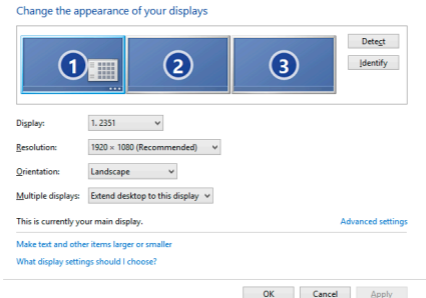 Change the appearance of your displays
1
2
3
Detect
Identify
Display: 1. 2351
Resolution: 1920 × 1080 (Recommended)
Orientation: Landscape
Multiple displays: Extend desktop to this display
This is currently your main display. Advanced settings
Make text and other items larger or smaller
What display settings should I choose?
OK Cancel Apply